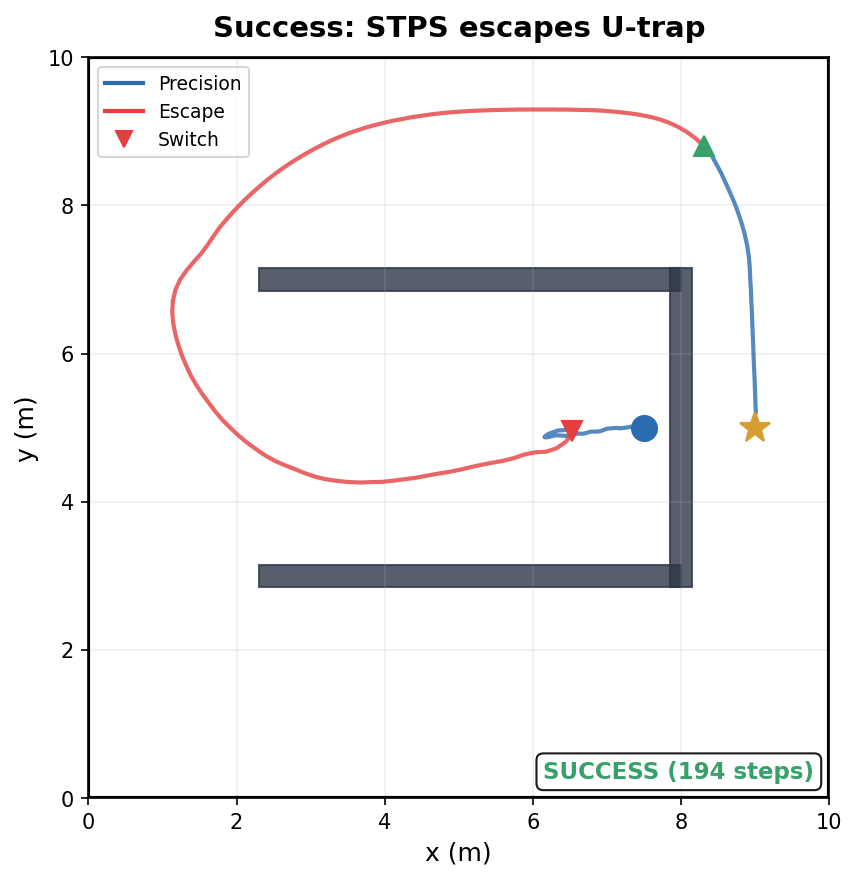 Success: STPS escapes U-trap
Precision
Escape
Switch
10
8
6
4
2
0
y (m)
SUCCESS (194 steps)
0 2 4 6 8 10
x (m)